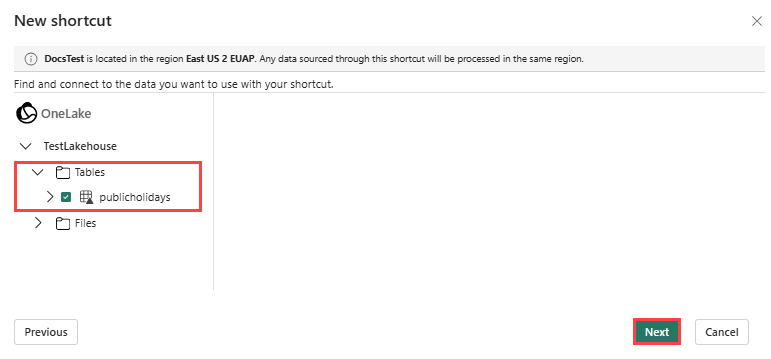 New shortcut
DocsTest is located in the region East US 2 EUAP. Any data sourced through this shortcut will be processed in the same region.
Find and connect to the data you want to use with your shortcut.
OneLake
TestLakehouse
Tables
publicholidays
Files
Previous
Next
Cancel